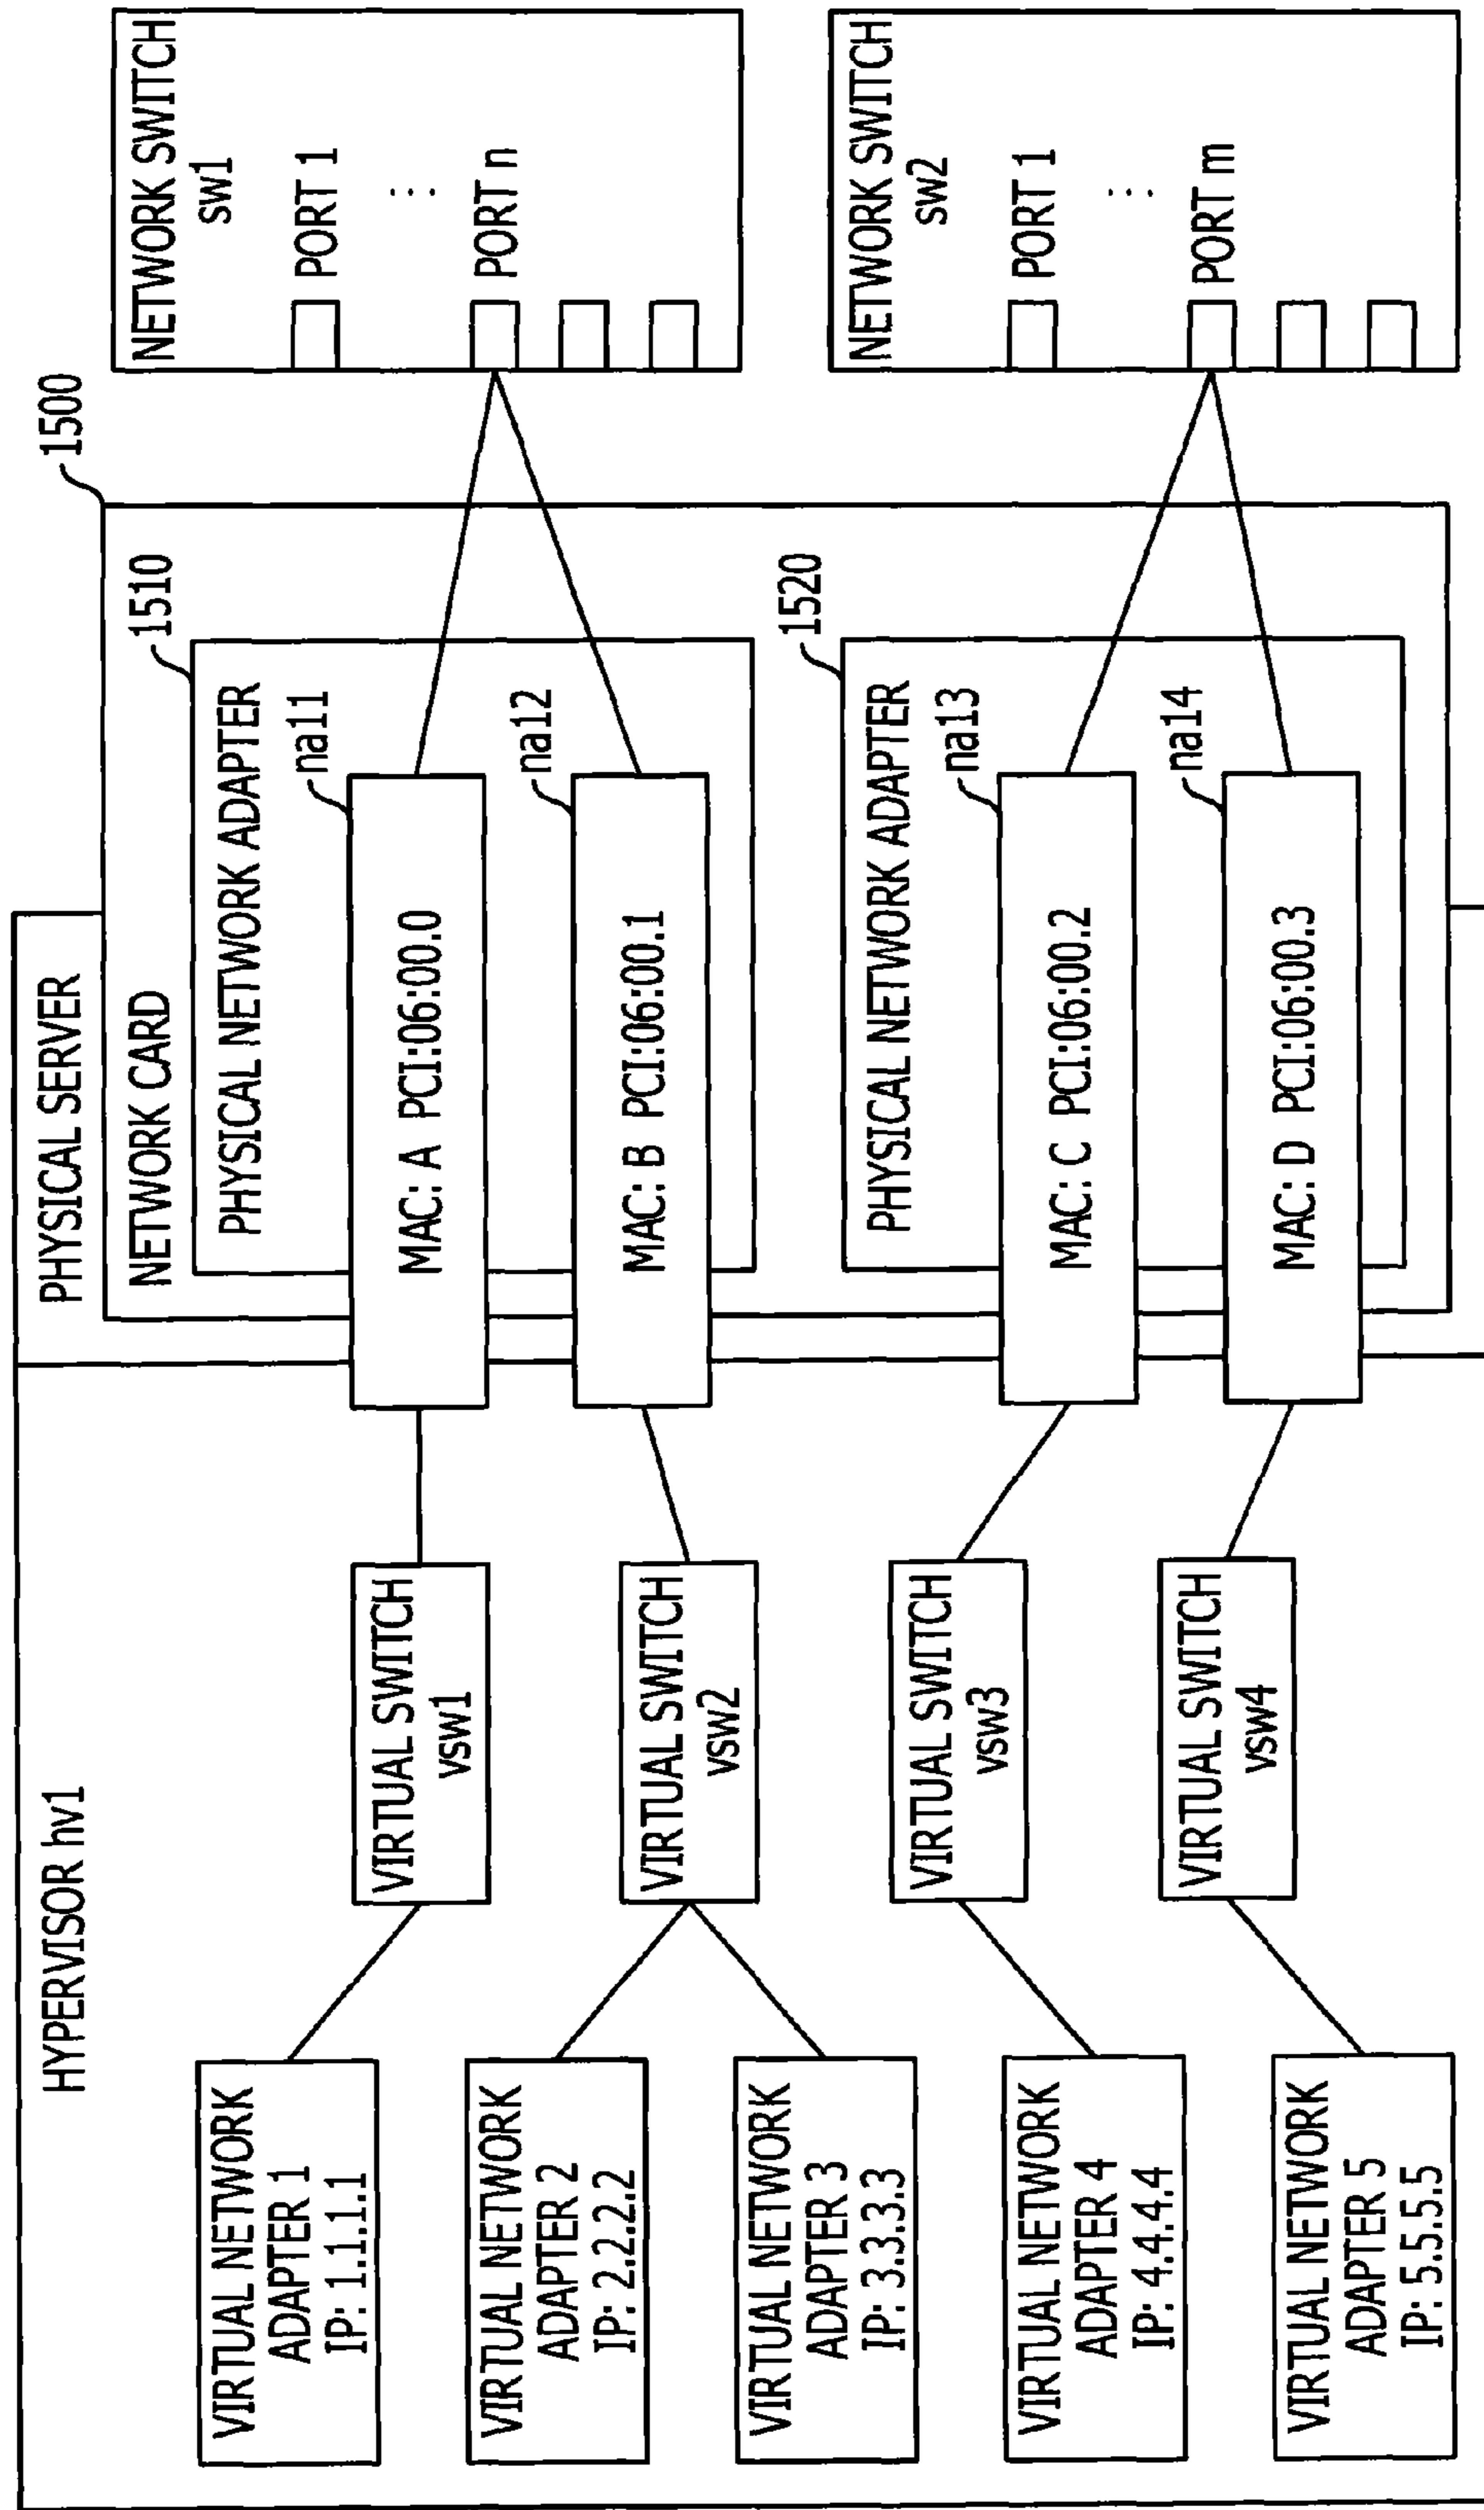 HYPERVISOR hv1
VIRTUAL NETWORK
ADAPTER 1
IP: 1.1.1.1
VIRTUAL NETWORK
ADAPTER 2
IP: 2.2.2.2
VIRTUAL NETWORK
ADAPTER 3
IP: 3.3.3.3
VIRTUAL NETWORK
ADAPTER 4
IP: 4.4.4.4
VIRTUAL NETWORK
ADAPTER 5
IP: 5.5.5.5
VIRTUAL SWITCH
vsw1
VIRTUAL SWITCH
vsw2
VIRTUAL SWITCH
vsw3
VIRTUAL SWITCH
vsw4
PHYSICAL SERVER
NETWORK CARD
1500
PHYSICAL NETWORK ADAPTER
1510
na11
MAC: A PCI:06:00.0
na12
MAC: B PCI:06:00.1
PHYSICAL NETWORK ADAPTER
1520
na13
MAC: C PCI:06:00.2
na14
MAC: D PCI:06:00.3
NETWORK SWITCH
sw1
PORT 1
⋮
PORT n
NETWORK SWITCH
sw2
PORT 1
⋮
PORT m